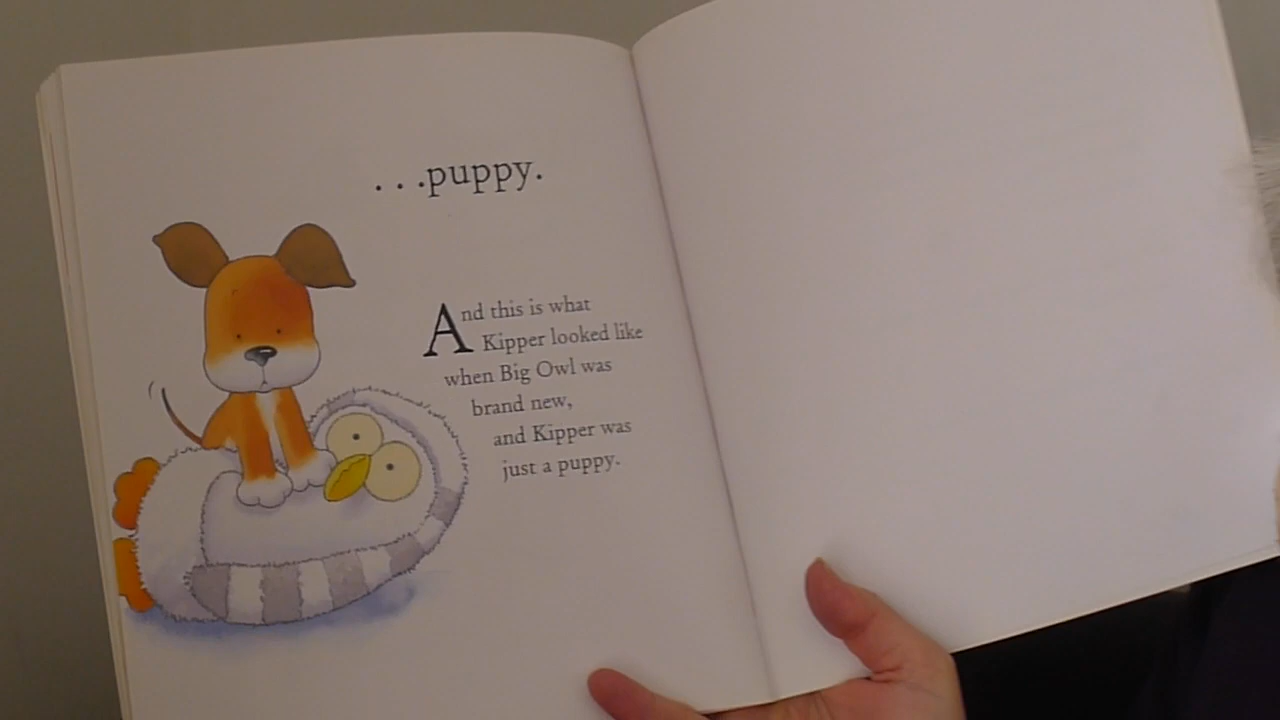 . . .puppy.
And this is what
Kipper looked like
when Big Owl was
brand new,
and Kipper was
just a puppy.